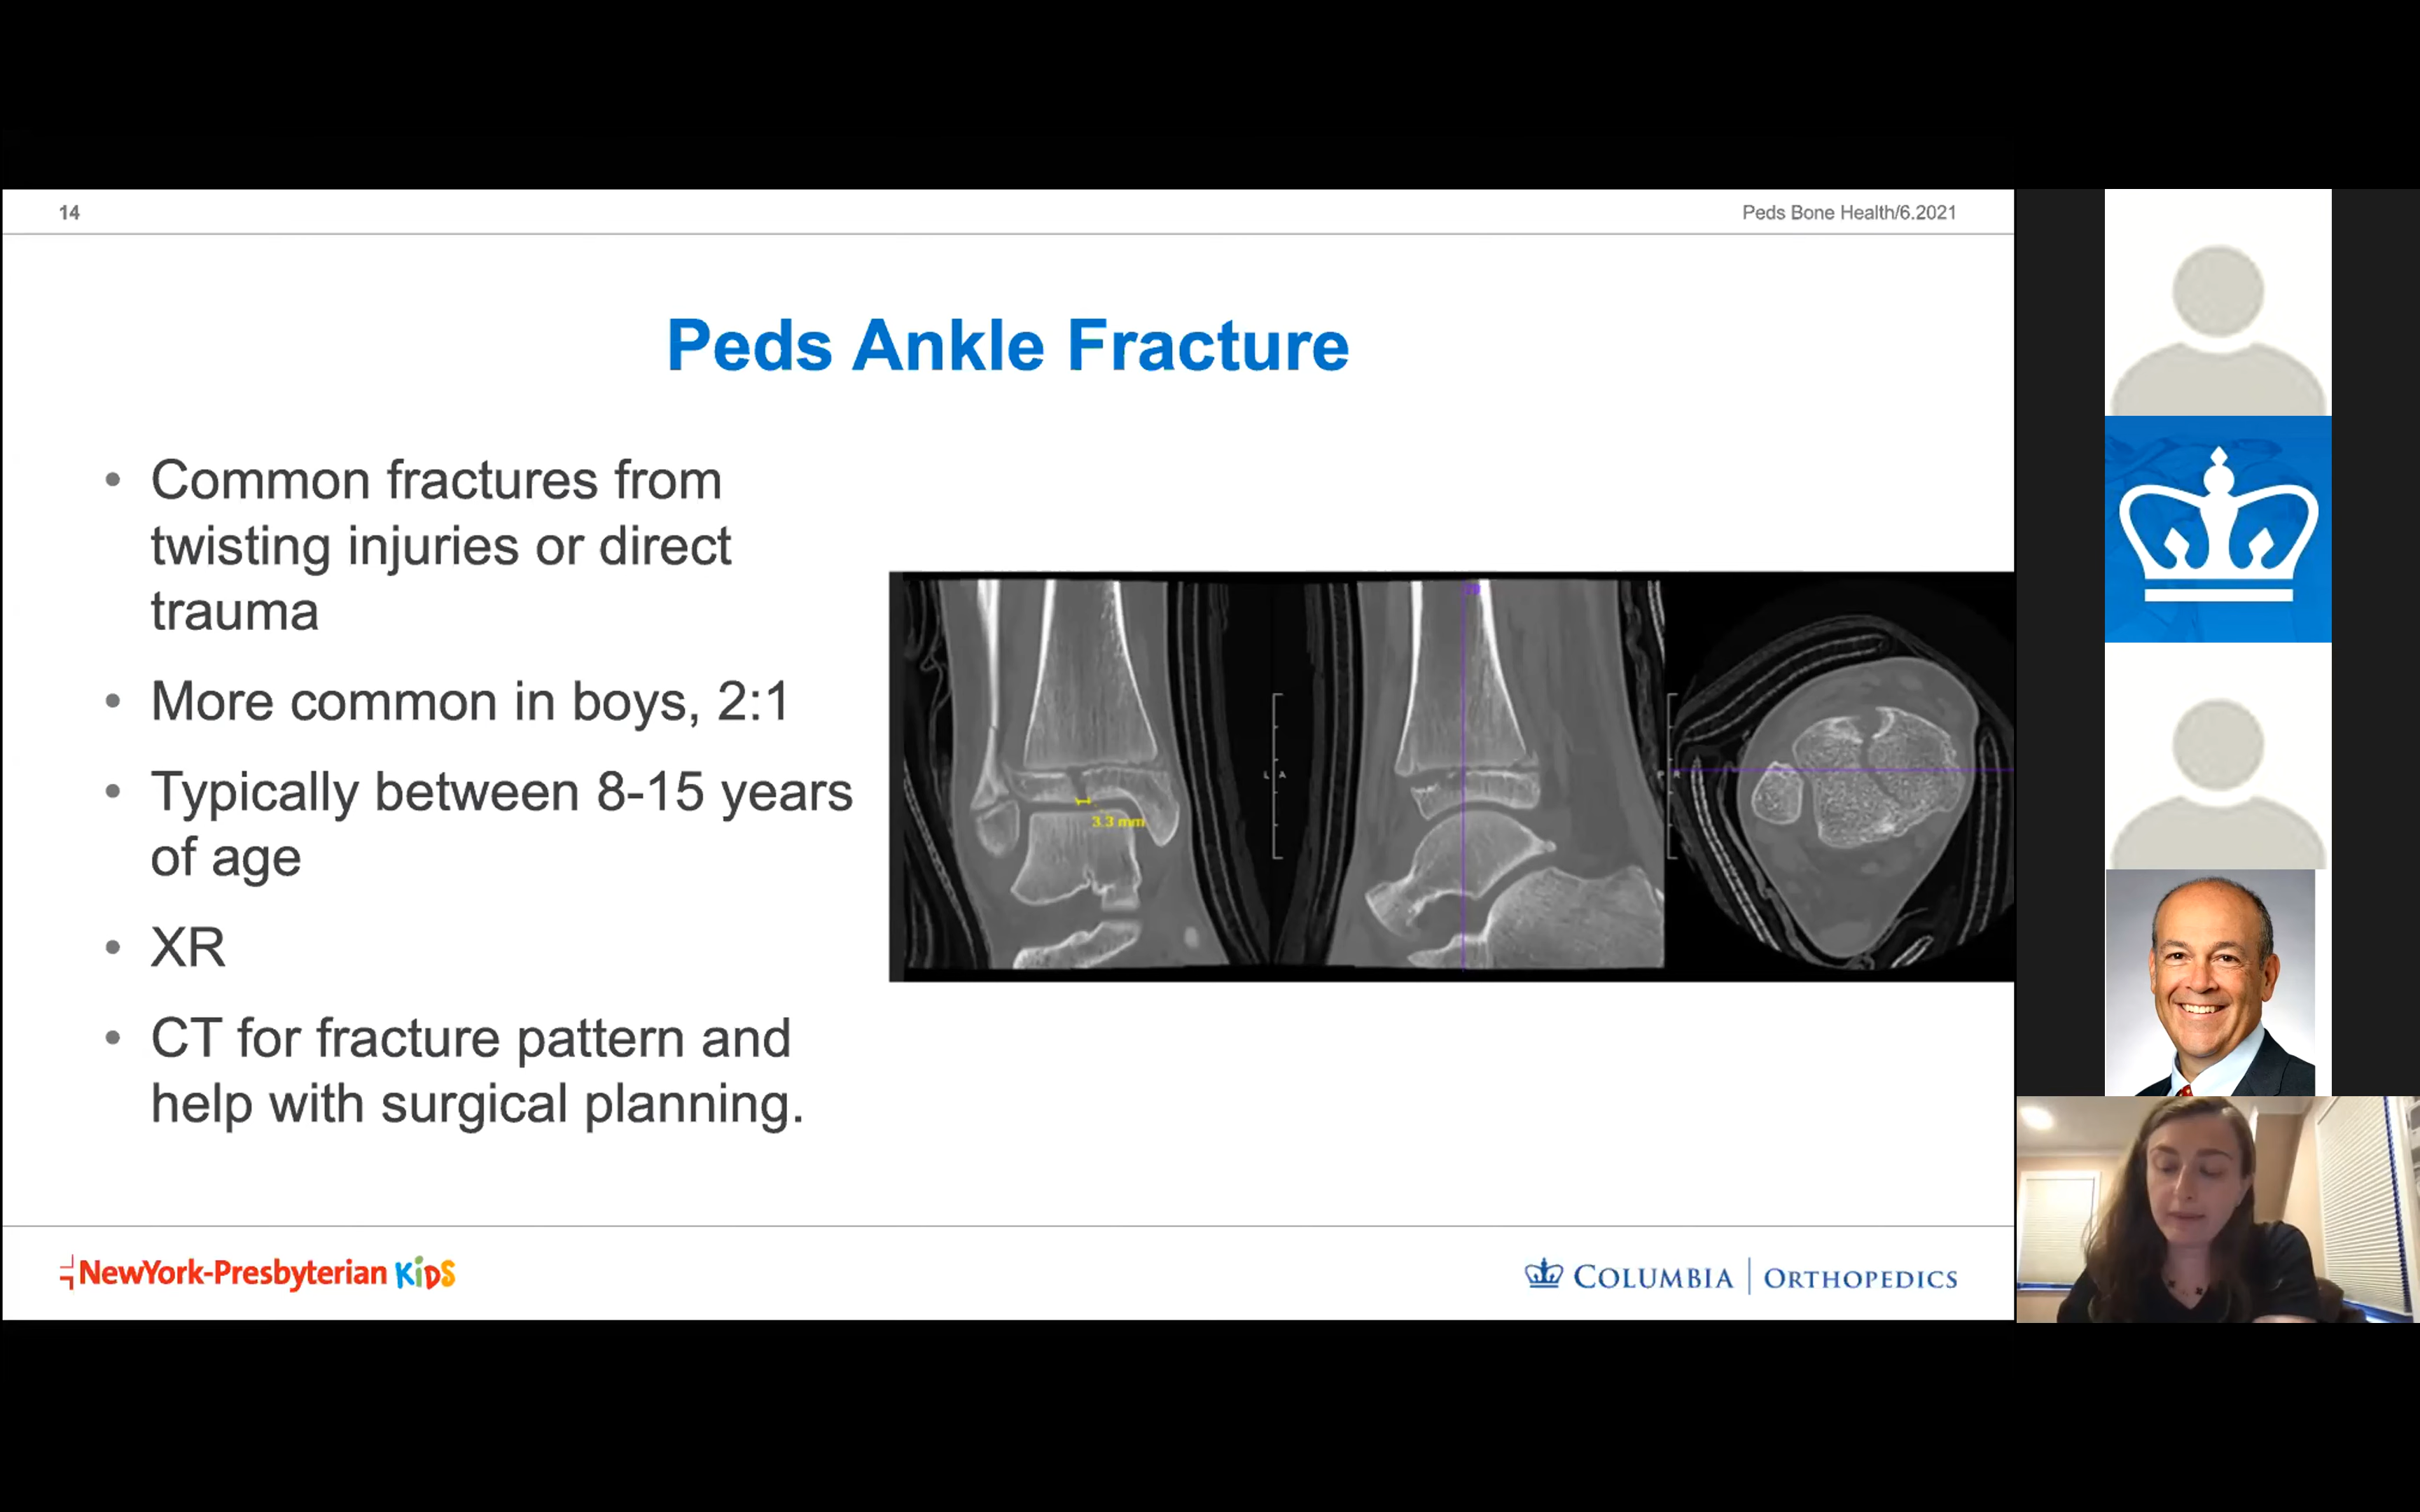 14
Peds Bone Health/6.2021
Peds Ankle Fracture
• Common fractures from
twisting injuries or direct
trauma
• More common in boys, 2:1
• Typically between 8-15 years
of age
• XR
• CT for fracture pattern and
help with surgical planning.
3.3 mm
L A
P R
NewYork-Presbyterian KiDS
COLUMBIA | ORTHOPEDICS